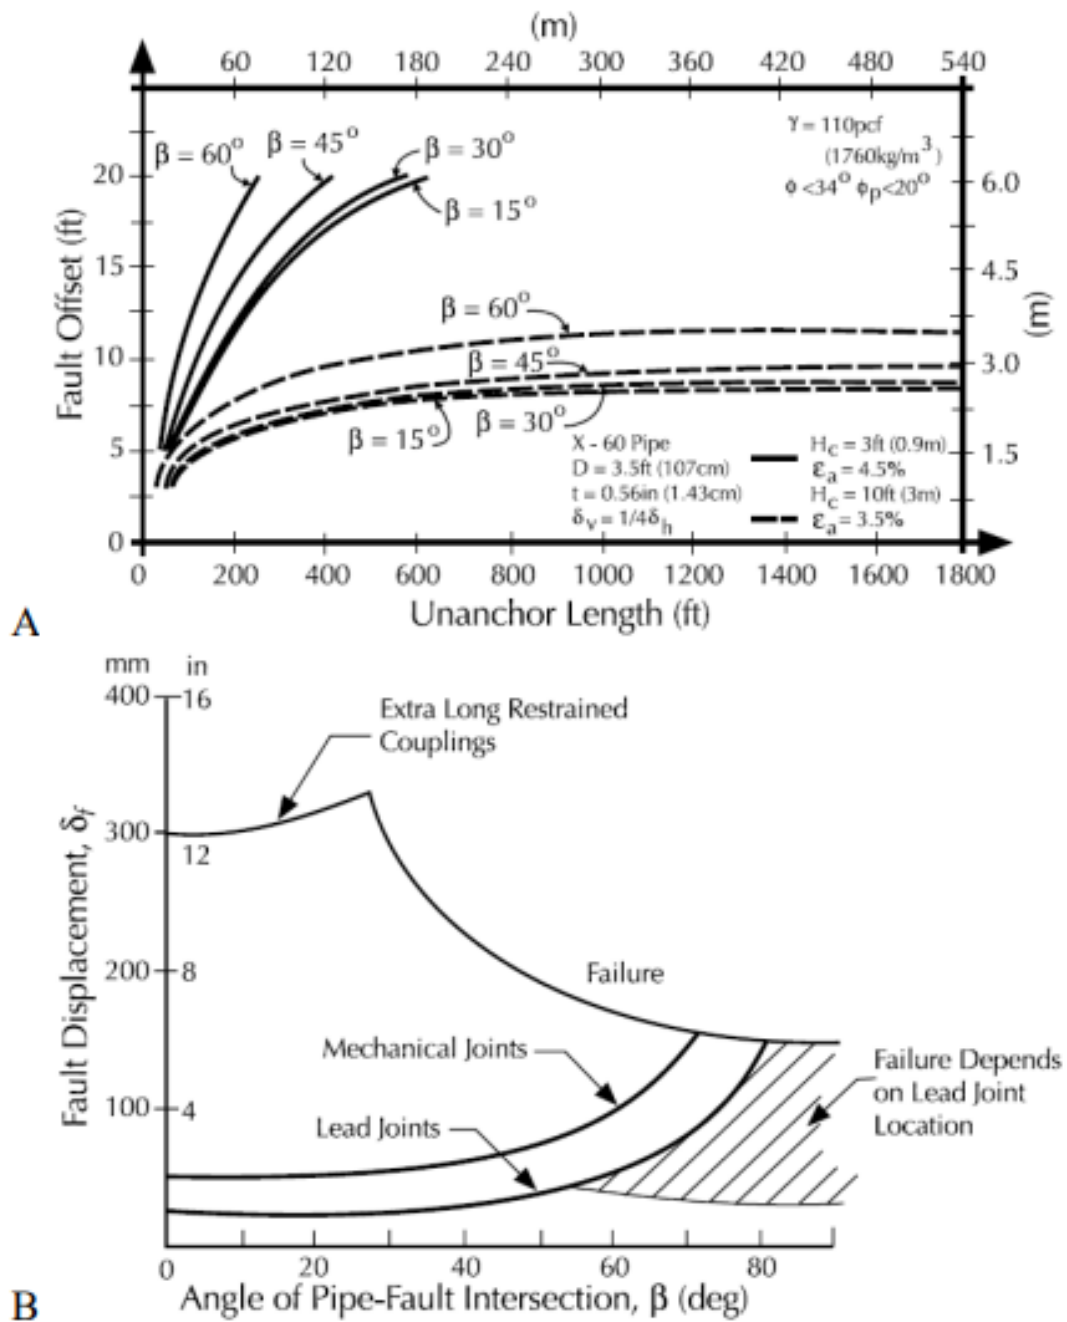 (m)
60 120 180 240 300 360 420 480 540
γ = 110pcf
(1760kg/m³)
ϕ <34° ϕp<20°
β = 60°
β = 45°
β = 30°
β = 15°
20
15
10
5
0
Fault Offset (ft)
6.0
4.5
3.0
1.5
(m)
β = 60°
β = 45°
β = 30°
β = 15°
X - 60 Pipe
D = 3.5ft (107cm)
t = 0.56in (1.43cm)
δv = 1/4δh
Hc = 3ft (0.9m)
εa = 4.5%
Hc = 10ft (3m)
εa = 3.5%
0 200 400 600 800 1000 1200 1400 1600 1800
Unanchor Length (ft)
A
mm in
400 16
300
12
200 8
100 4
Fault Displacement, δf
Extra Long Restrained
Couplings
Failure
Mechanical Joints
Lead Joints
Failure Depends
on Lead Joint
Location
0 20 40 60 80
Angle of Pipe-Fault Intersection, β (deg)
B